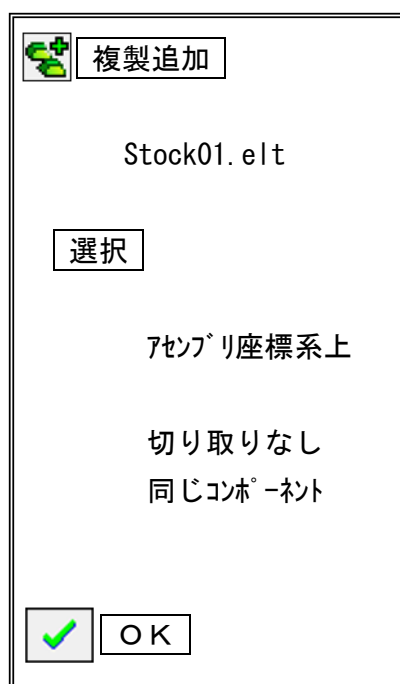 複製追加
Stock01.elt
選択
ｱｾﾝﾌﾞﾘ座標系上
切り取りなし
同じｺﾝﾎﾟｰﾈﾝﾄ
ＯＫ